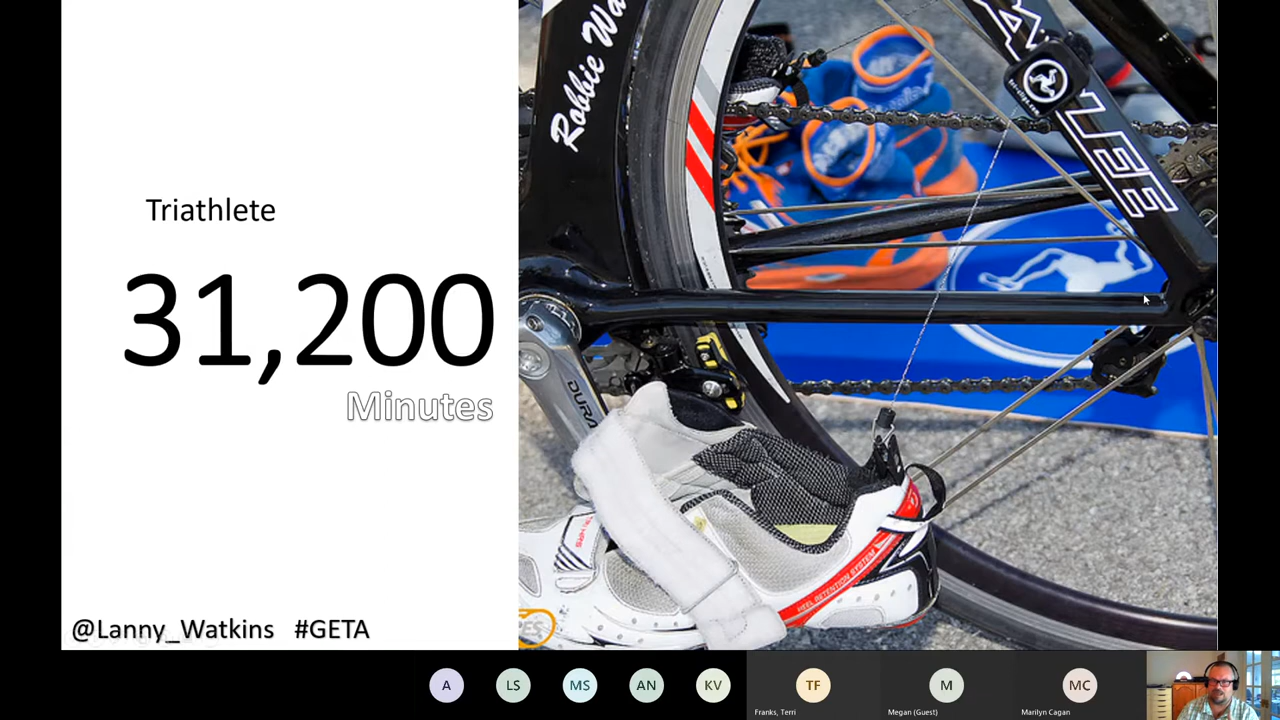 Robbie Wa
Triathlete
31,200
Minutes
DURA
HEEL RETENTION SYSTEM
@Lanny_Watkins #GETA
A
LS
MS
AN
KV
TF
M
MC
Franks, Terri
Megan (Guest)
Marilyn Cagan